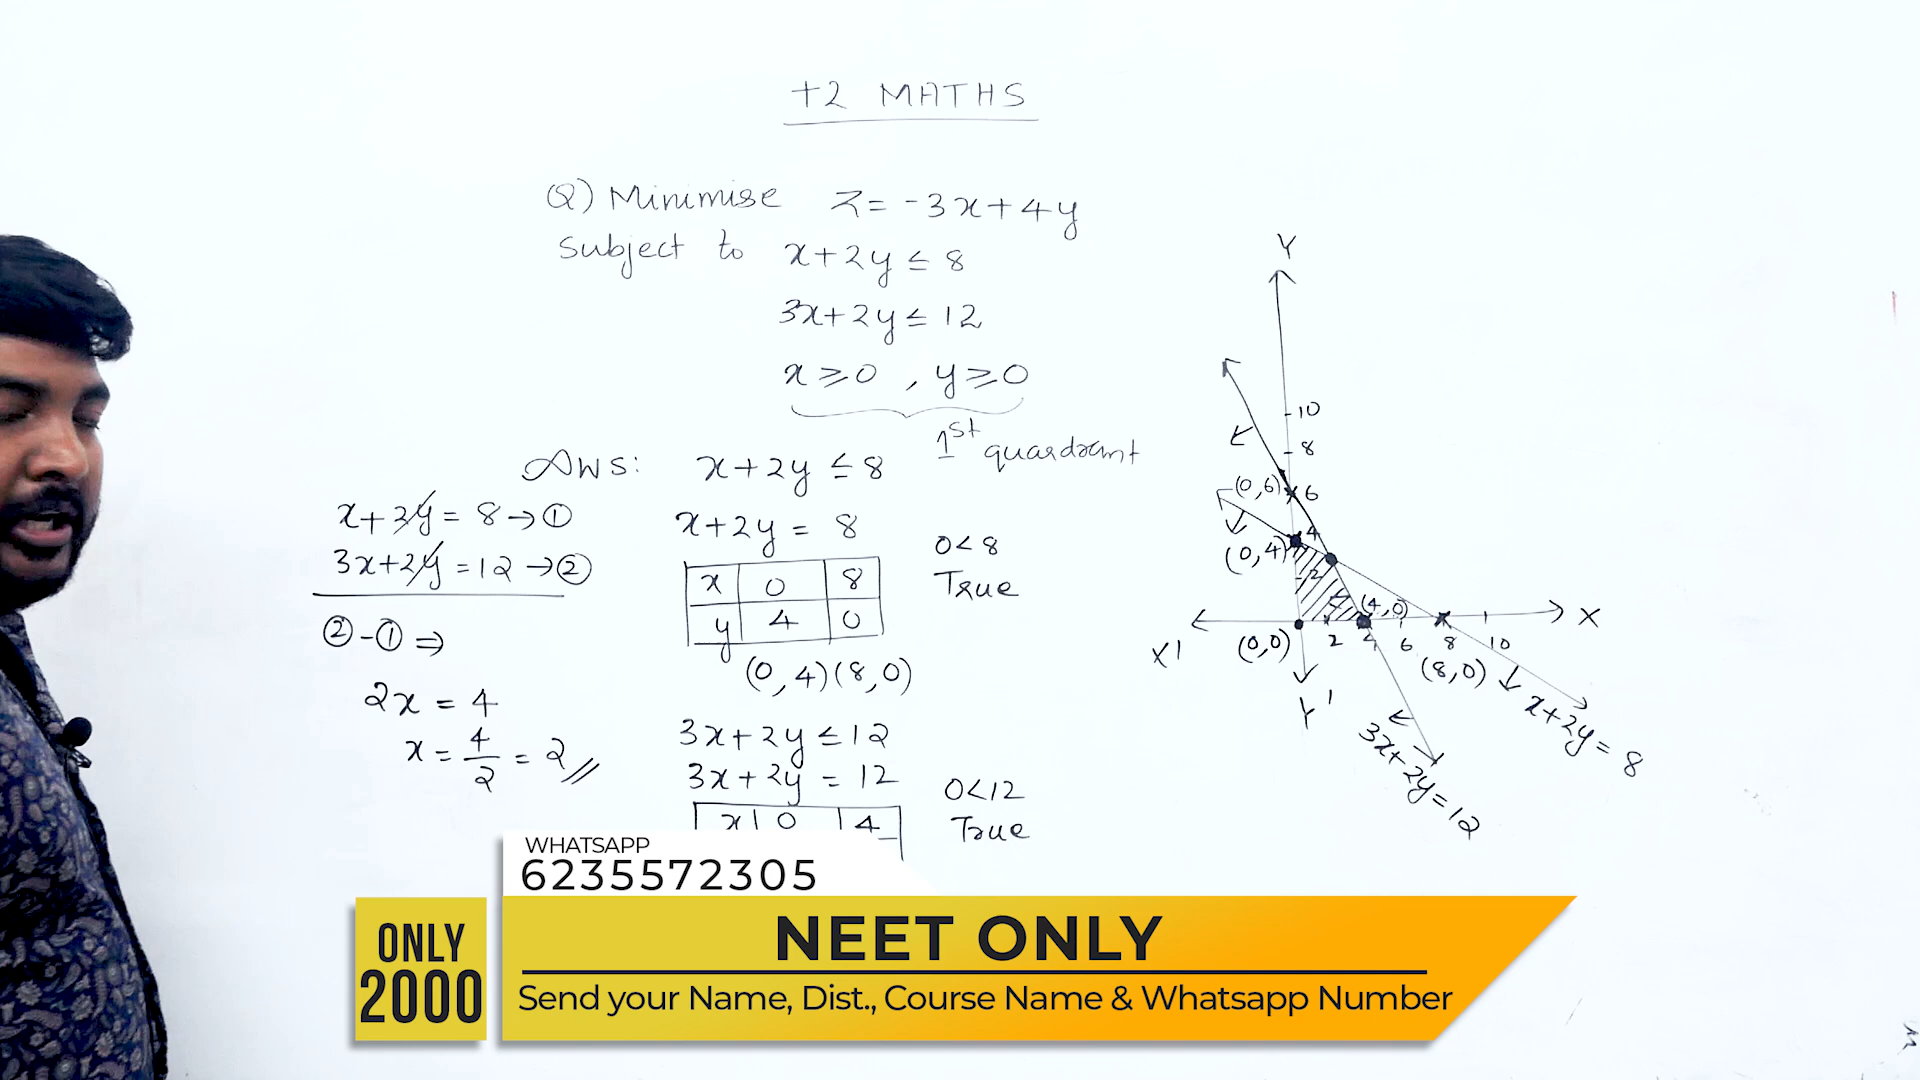 +2 MATHS
Q) Minimise Z = -3x+4y
Subject to x+2y ≤ 8
3x+2y ≤ 12
x ≥ 0 , y ≥ 0
1st quardrant
Ans: x+2y ≤ 8
x+2y = 8
x 0 8
y 4 0
(0,4)(8,0)
0<8
True
3x+2y ≤ 12
3x+2y = 12
x 0 4
0<12
True
x+2y = 8 → ①
3x+2y = 12 → ②
② - ① ⇒
2x = 4
x = 4/2 = 2 //
Y
10
8
(0,6) 6
4
(0,4)
2
(4,0)
X' X
(0,0) 2 4 6 8 10
(8,0)
Y'
x+2y = 8
3x+2y = 12
WHATSAPP
6235572305
ONLY
2000
NEET ONLY
Send your Name, Dist., Course Name & Whatsapp Number